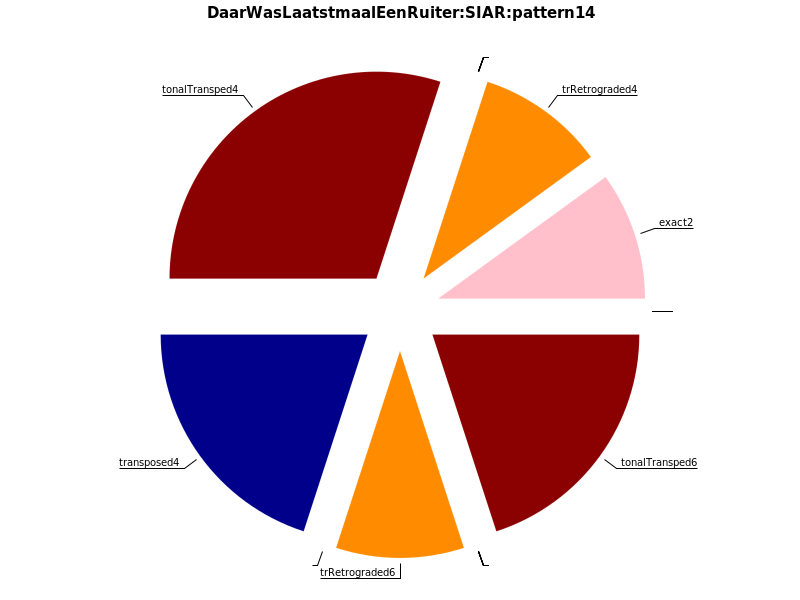 DaarWasLaatstmaalEenRuiter:SIAR:pattern14
tonalTransped4
trRetrograded4
exact2
transposed4
tonalTransped6
trRetrograded6